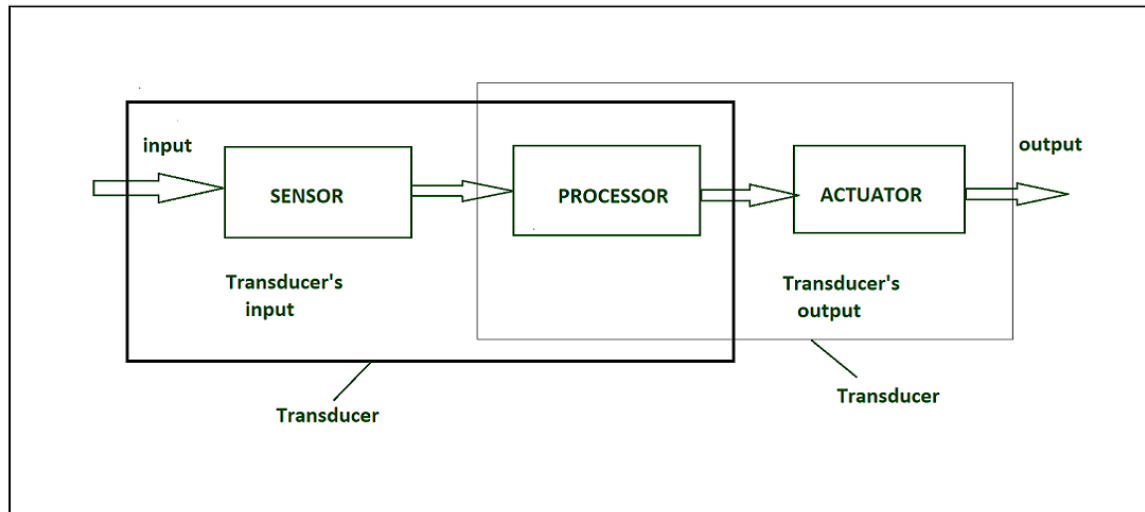 input
output
SENSOR
PROCESSOR
ACTUATOR
Transducer's
input
Transducer's
output
Transducer
Transducer